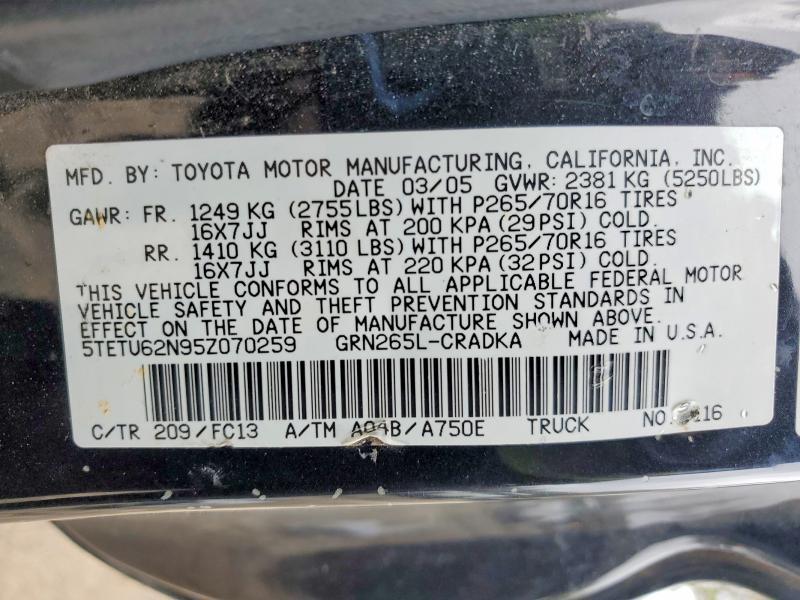 MFD. BY: TOYOTA MOTOR MANUFACTURING, CALIFORNIA, INC.
DATE 03/05 GVWR: 2381 KG (5250LBS)
GAWR: FR. 1249 KG (2755LBS) WITH P265/70R16 TIRES
16X7JJ RIMS AT 200 KPA (29PSI) COLD.
RR. 1410 KG (3110 LBS) WITH P265/70R16 TIRES
16X7JJ RIMS AT 220 KPA (32PSI) COLD.
THIS VEHICLE CONFORMS TO ALL APPLICABLE FEDERAL MOTOR
VEHICLE SAFETY AND THEFT PREVENTION STANDARDS IN
EFFECT ON THE DATE OF MANUFACTURE SHOWN ABOVE.
5TETU62N95Z070259 GRN265L-CRADKA MADE IN U.S.A.
C/TR 209/FC13 A/TM A04B/A750E TRUCK NO.